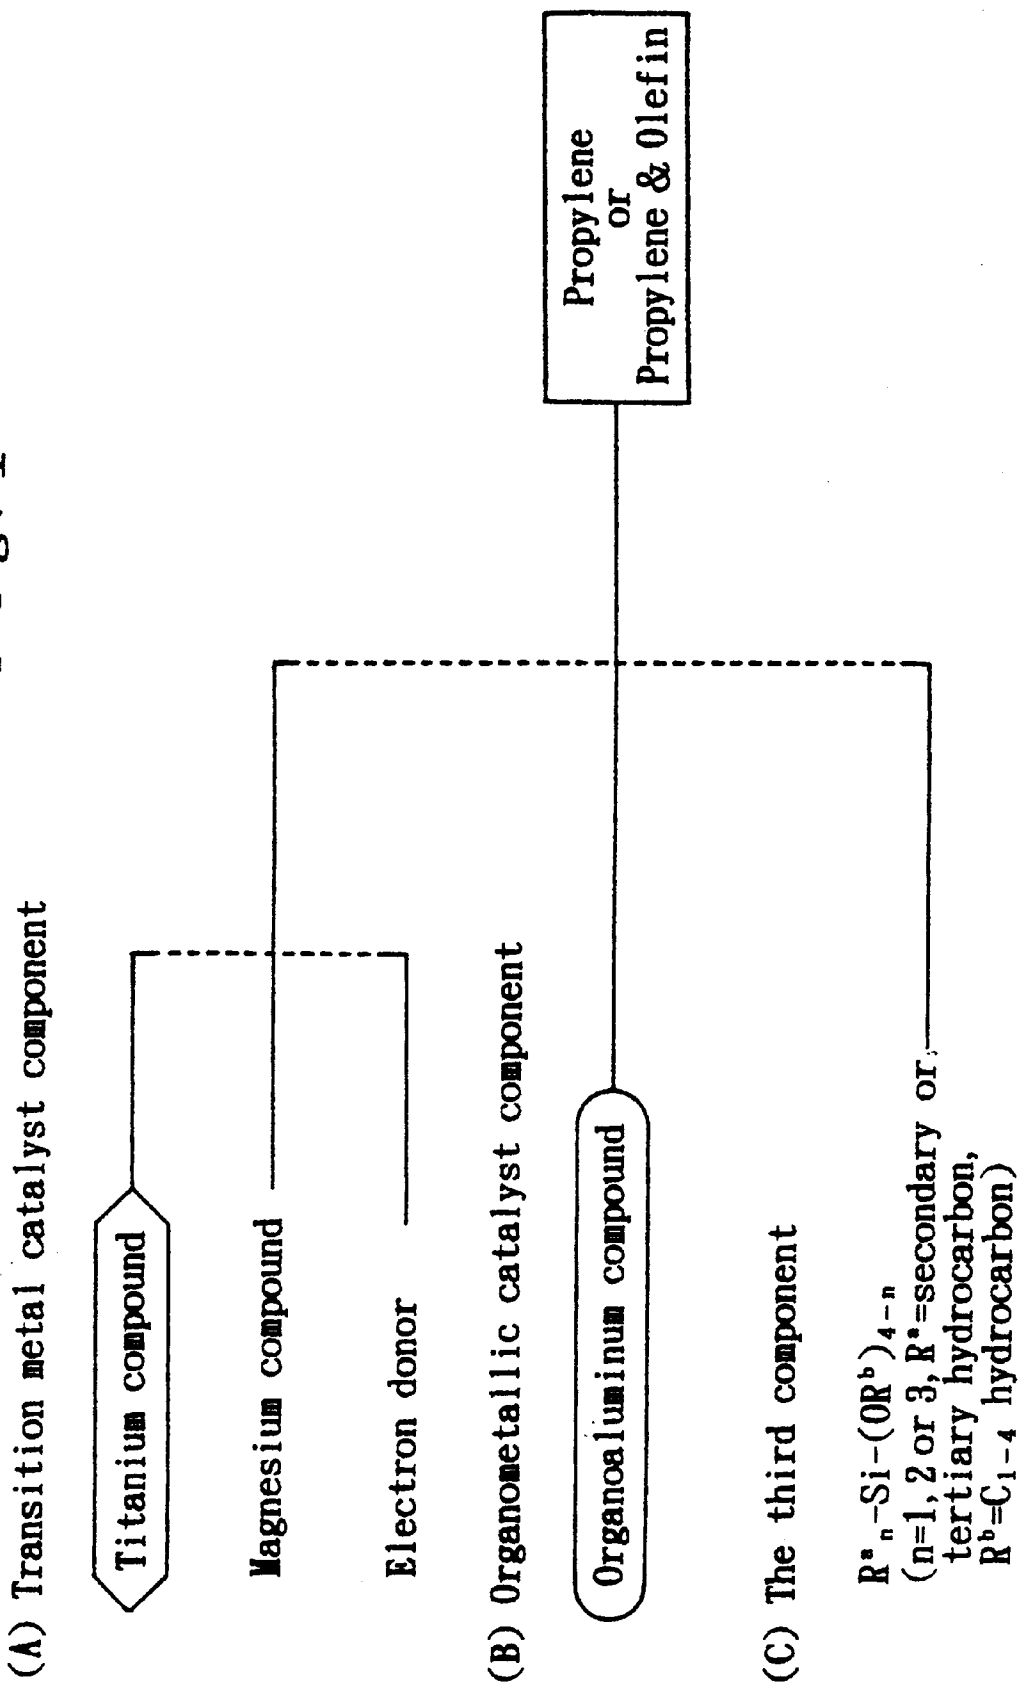 (A) Transition metal catalyst component
Titanium compound
Magnesium compound
Electron donor
(B) Organometallic catalyst component
Organoaluminum compound
(C) The third component
Rᵃₙ-Si-(ORᵇ)₄₋ₙ
(n=1, 2 or 3, Rᵃ=secondary or
tertiary hydrocarbon,
Rᵇ=C₁₋₄ hydrocarbon)
Propylene
or
Propylene & Olefin